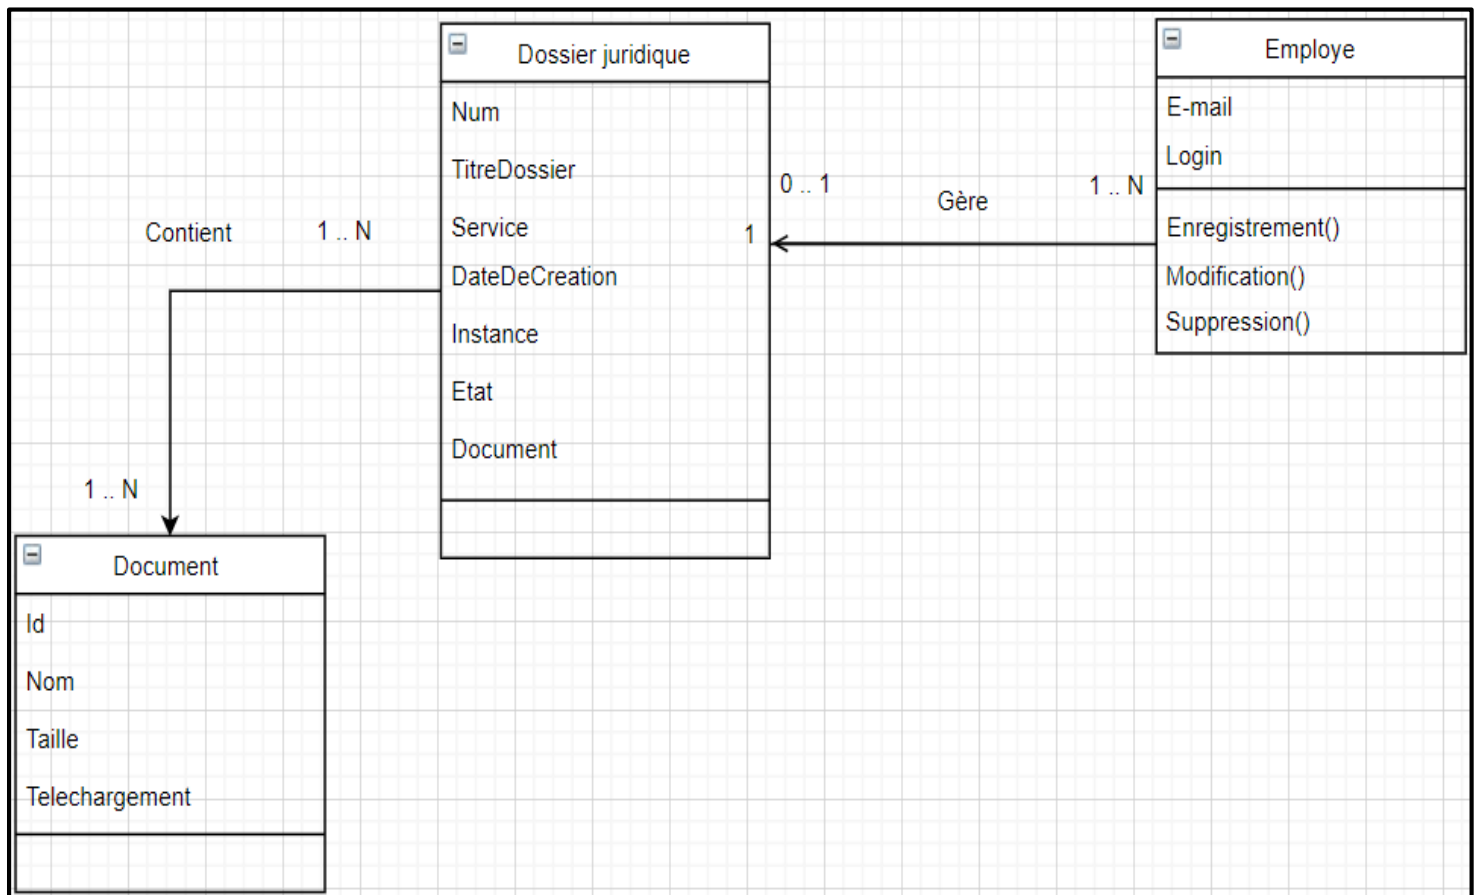 Dossier juridique
Num
TitreDossier
Service
DateDeCreation
Instance
Etat
Document
Employe
E-mail
Login
Enregistrement()
Modification()
Suppression()
0 .. 1
Gère
1 .. N
1
Contient
1 .. N
1 .. N
Document
Id
Nom
Taille
Telechargement